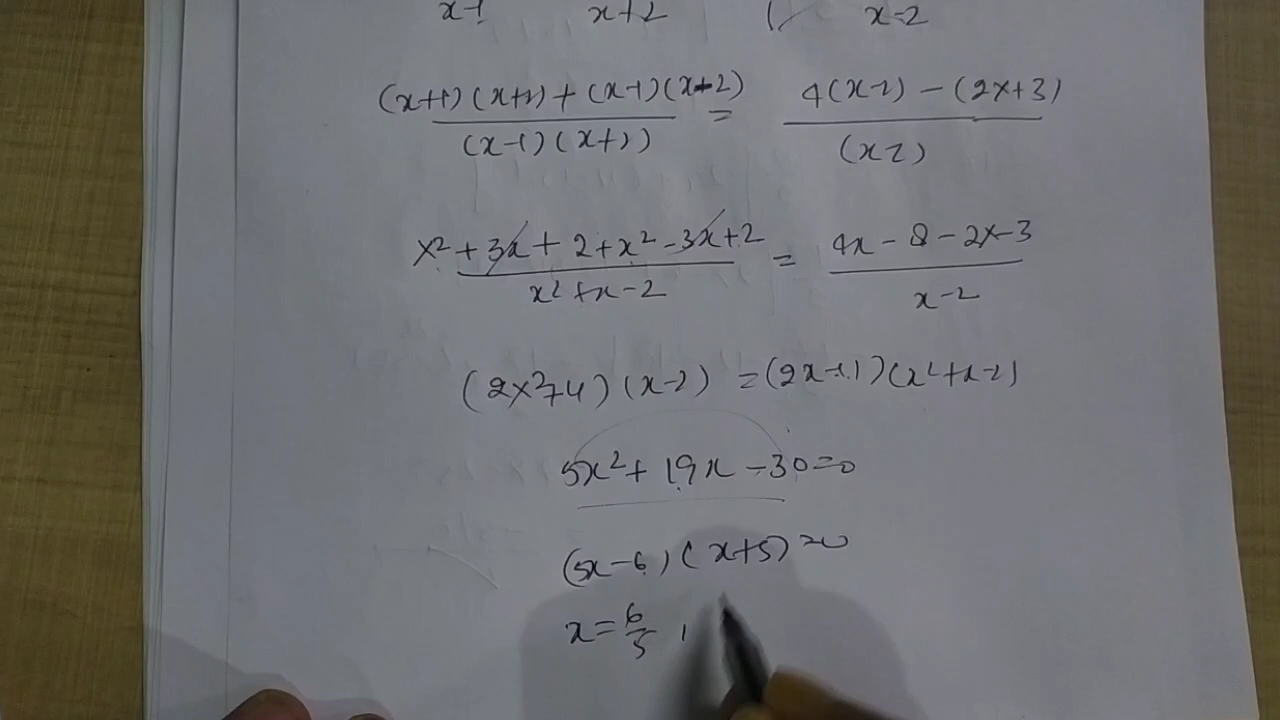 x-1 x+2 1 x-2
(x+1)(x+2)+(x-1)(x-2) = 4(x-2)-(2x+3)
(x-1)(x+2) (x-2)
x²+3x+2+x²-3x+2 = 4x-8-2x-3
x²+x-2 x-2
(2x²+4)(x-2) =(2x-11)(x²+x-2)
5x²+19x-30=0
(5x-6)(x+5)=0
x=6/5 ,